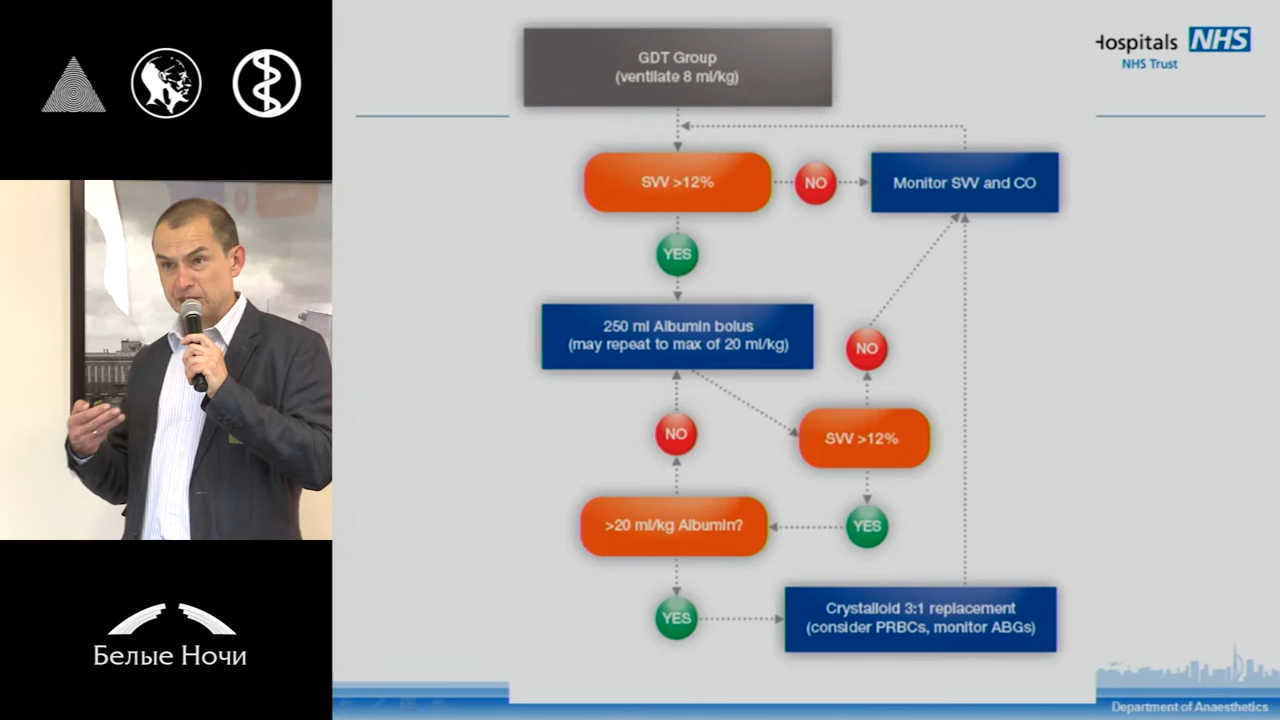 Белые Ночи
Hospitals NHS
NHS Trust
GDT Group
(ventilate 8 ml/kg)
SVV >12%
NO
Monitor SVV and CO
YES
250 ml Albumin bolus
(may repeat to max of 20 ml/kg)
NO
NO
SVV >12%
>20 ml/kg Albumin?
YES
YES
Crystalloid 3:1 replacement
(consider PRBCs, monitor ABGs)
Department of Anaesthetics